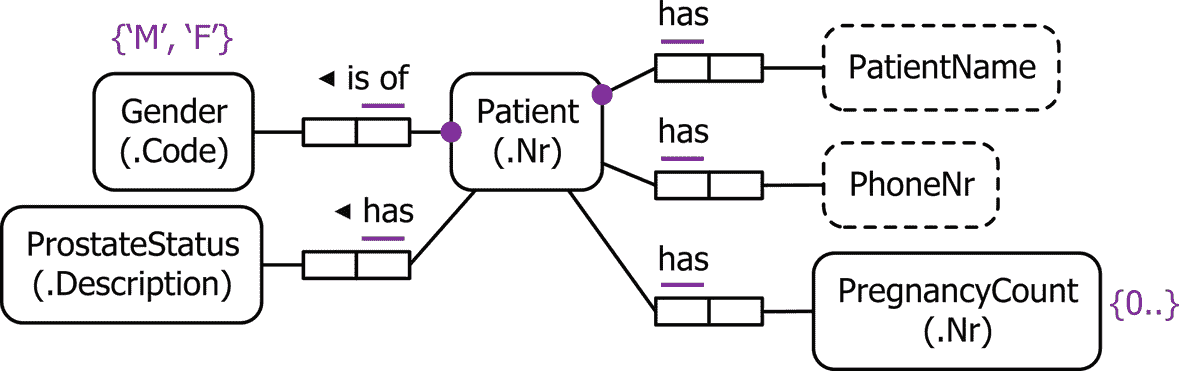 {‘M’, ‘F’}
Gender
(.Code)
◄ is of
Patient
(.Nr)
has
PatientName
has
PhoneNr
ProstateStatus
(.Description)
◄ has
has
PregnancyCount
(.Nr)
{0..}